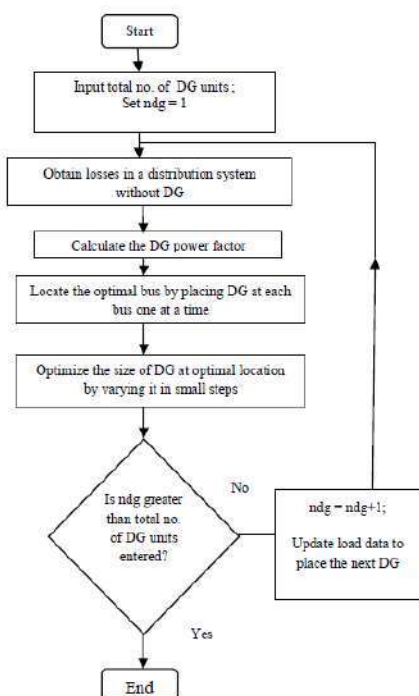 Start
Input total no. of DG units ;
Set ndg = 1
Obtain losses in a distribution system
without DG
Calculate the DG power factor
Locate the optimal bus by placing DG at each
bus one at a time
Optimize the size of DG at optimal location
by varying it in small steps
Is ndg greater
than total no.
of DG units
entered?
No
ndg = ndg+1;
Update load data to
place the next DG
Yes
End